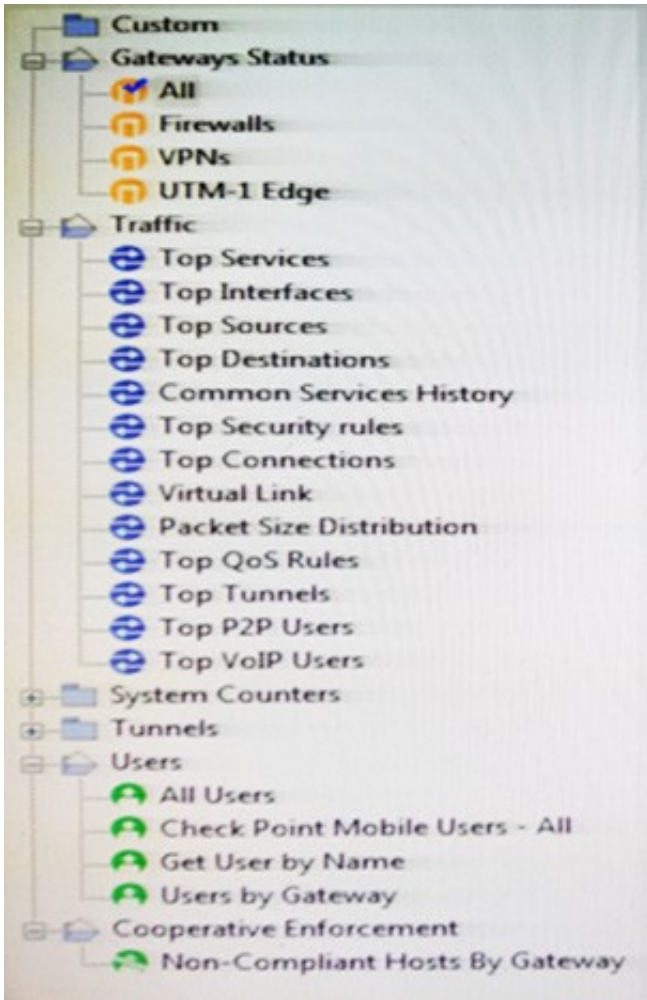 Custom
Gateways Status
All
Firewalls
VPNs
UTM-1 Edge
Traffic
Top Services
Top Interfaces
Top Sources
Top Destinations
Common Services History
Top Security rules
Top Connections
Virtual Link
Packet Size Distribution
Top QoS Rules
Top Tunnels
Top P2P Users
Top VoIP Users
System Counters
Tunnels
Users
All Users
Check Point Mobile Users - All
Get User by Name
Users by Gateway
Cooperative Enforcement
Non-Compliant Hosts By Gateway